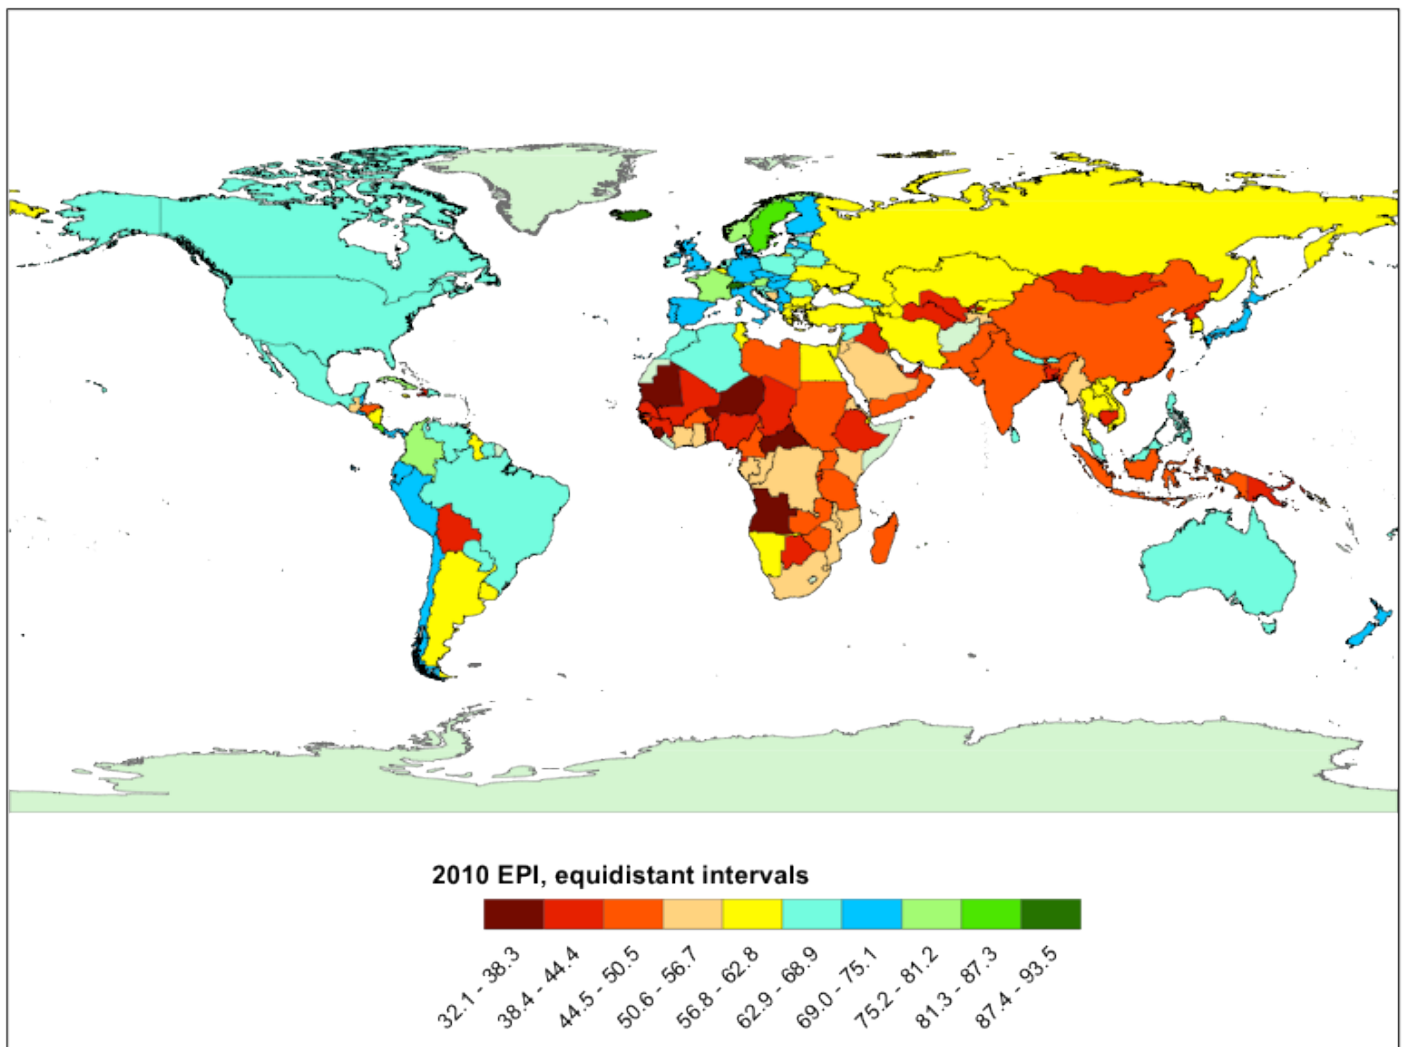 2010 EPI, equidistant intervals
32.1 - 38.3
38.4 - 44.4
44.5 - 50.5
50.6 - 56.7
56.8 - 62.8
62.9 - 68.9
69.0 - 75.1
75.2 - 81.2
81.3 - 87.3
87.4 - 93.5